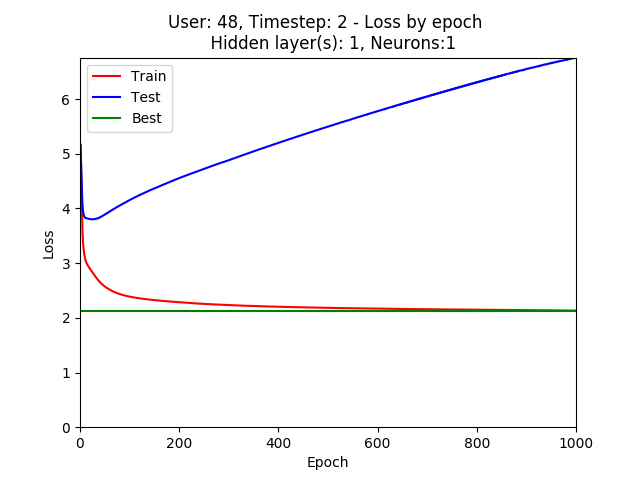 User: 48, Timestep: 2 - Loss by epoch
Hidden layer(s): 1, Neurons:1
Train
Test
Best
6
5
4
3
2
1
0
Loss
0 200 400 600 800 1000
Epoch